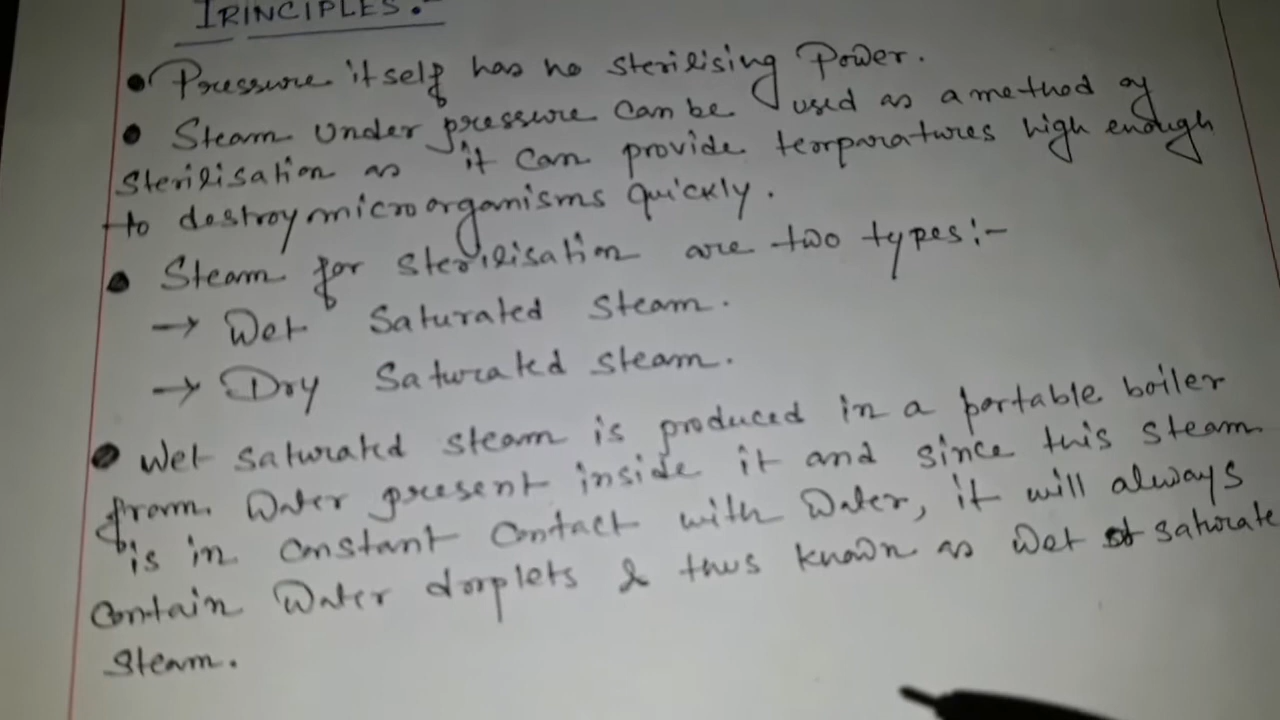 PRINCIPLES:-
• Pressure itself has no sterilising Power.
• Steam Under pressure can be used as a method of
sterilisation as it can provide temparatures high enough
to destroy microorganisms quickly.
• Steam for sterilisation are two types:-
→ Wet Saturated Steam.
→ Dry Saturated steam.
• Wet saturated steam is produced in a portable boiler
from Water present inside it and since this steam
is in constant contact with Water, it will always
contain Water dorplets & thus known as Wet saturate
steam.